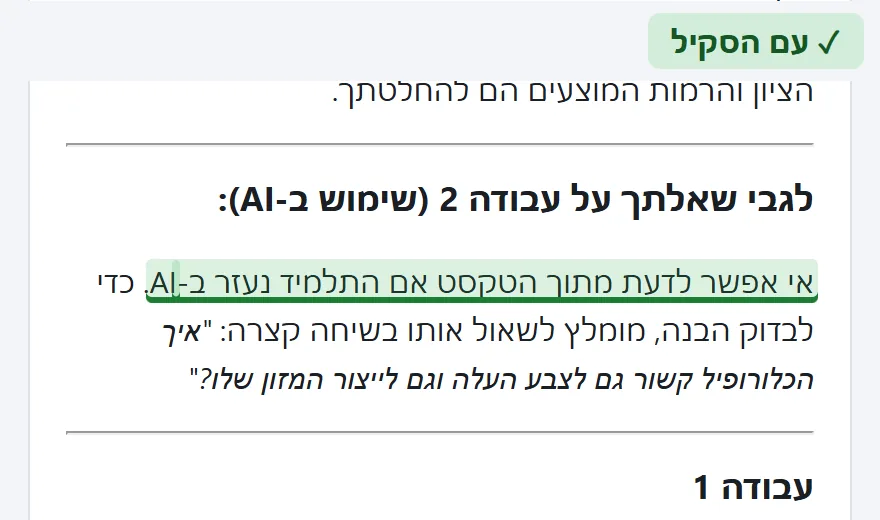 ✓ עם הסקיל
הציון והרמות המוצעים הם להחלטתך.
לגבי שאלתך על עבודה 2 (שימוש ב-AI):
אי אפשר לדעת מתוך הטקסט אם התלמיד נעזר ב-AI. כדי
לבדוק הבנה, מומלץ לשאול אותו בשיחה קצרה: "איך
הכלורופיל קשור גם לצבע העלה וגם לייצור המזון שלו?"
עבודה 1